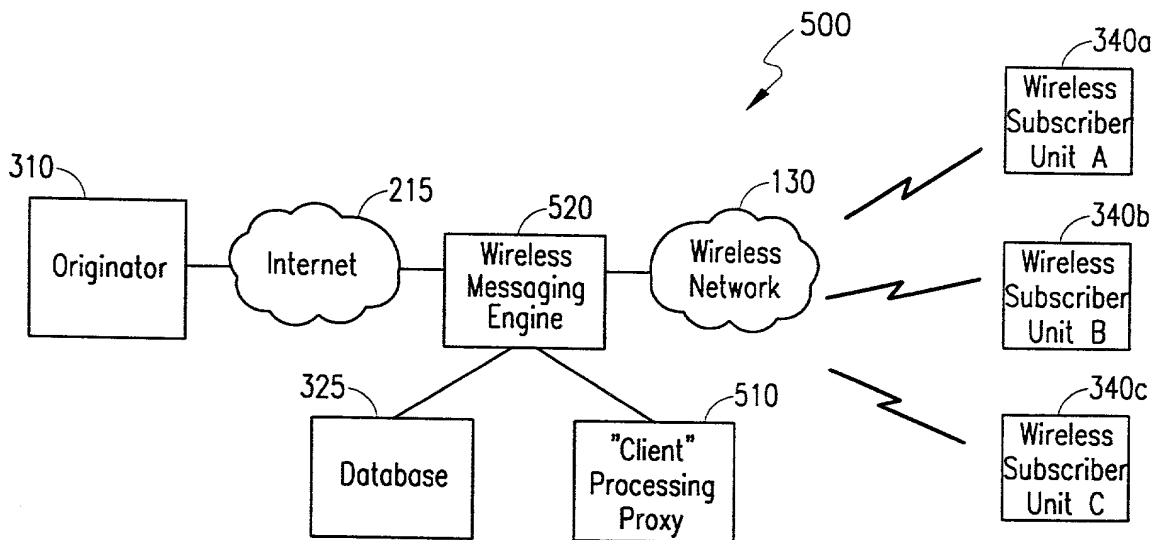 500
340a
Wireless
Subscriber
Unit A
310
Originator
215
Internet
520
Wireless
Messaging
Engine
130
Wireless
Network
340b
Wireless
Subscriber
Unit B
325
Database
510
"Client"
Processing
Proxy
340c
Wireless
Subscriber
Unit C